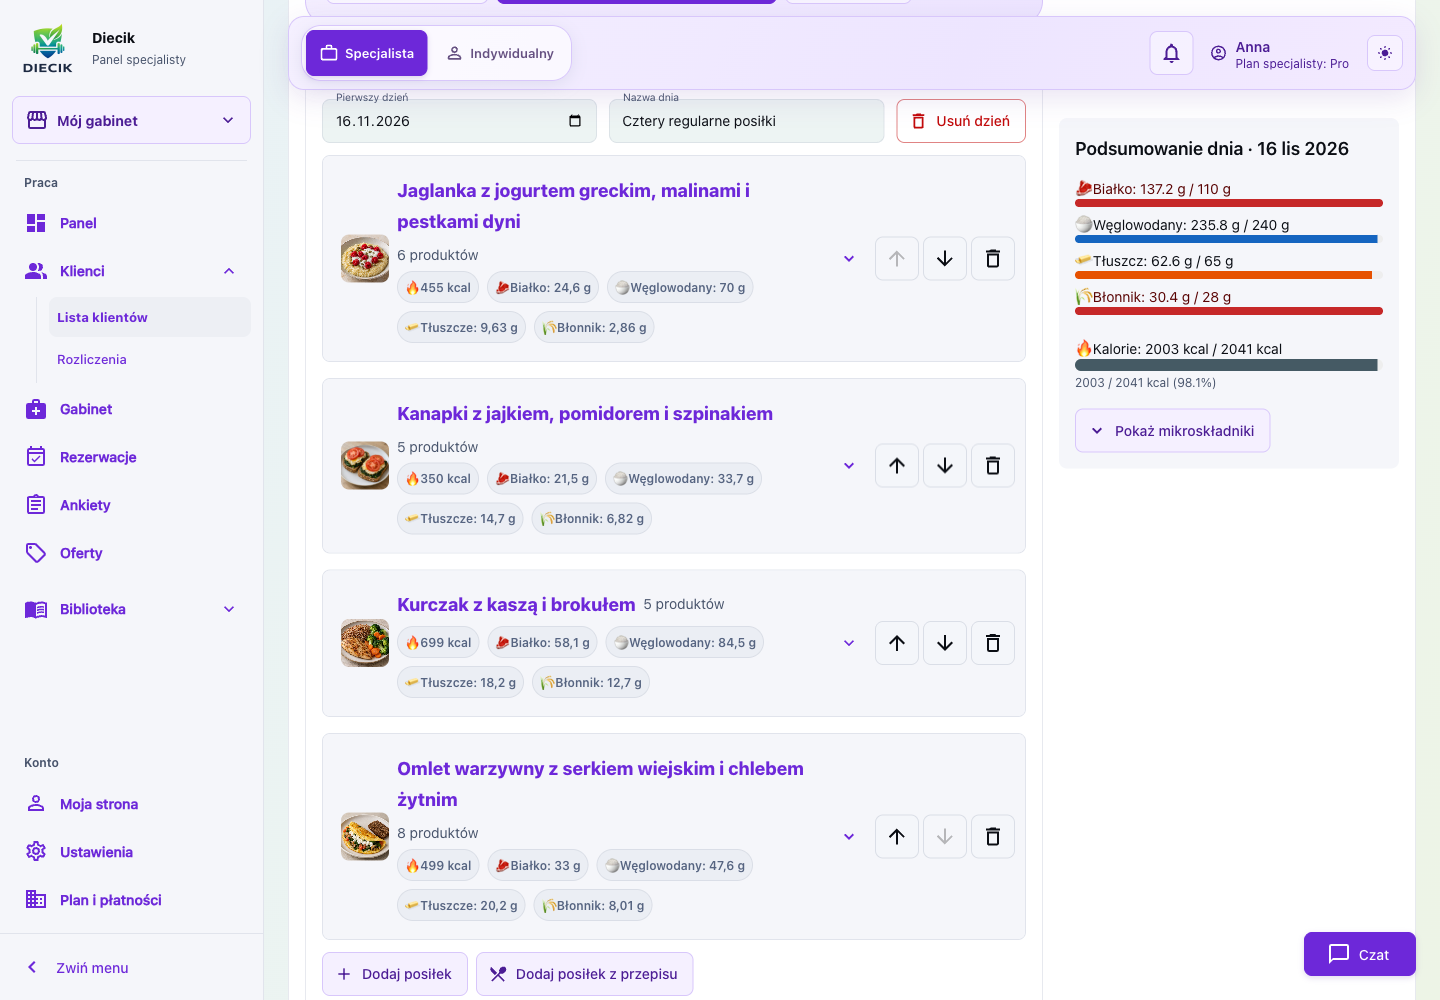 DIECIK
Diecik
Panel specjalisty
Mój gabinet
Praca
Panel
Klienci
Lista klientów
Rozliczenia
Gabinet
Rezerwacje
Ankiety
Oferty
Biblioteka
Konto
Moja strona
Ustawienia
Plan i płatności
Zwiń menu
Specjalista
Indywidualny
Anna
Plan specjalisty: Pro
Pierwszy dzień
16.11.2026
Nazwa dnia
Cztery regularne posiłki
Usuń dzień
Jaglanka z jogurtem greckim, malinami i
pestkami dyni
6 produktów
455 kcal
Białko: 24,6 g
Węglowodany: 70 g
Tłuszcze: 9,63 g
Błonnik: 2,86 g
Kanapki z jajkiem, pomidorem i szpinakiem
5 produktów
350 kcal
Białko: 21,5 g
Węglowodany: 33,7 g
Tłuszcze: 14,7 g
Błonnik: 6,82 g
Kurczak z kaszą i brokułem 5 produktów
699 kcal
Białko: 58,1 g
Węglowodany: 84,5 g
Tłuszcze: 18,2 g
Błonnik: 12,7 g
Omlet warzywny z serkiem wiejskim i chlebem
żytnim
8 produktów
499 kcal
Białko: 33 g
Węglowodany: 47,6 g
Tłuszcze: 20,2 g
Błonnik: 8,01 g
Dodaj posiłek
Dodaj posiłek z przepisu
Podsumowanie dnia · 16 lis 2026
Białko: 137.2 g / 110 g
Węglowodany: 235.8 g / 240 g
Tłuszcz: 62.6 g / 65 g
Błonnik: 30.4 g / 28 g
Kalorie: 2003 kcal / 2041 kcal
2003 / 2041 kcal (98.1%)
Pokaż mikroskładniki
Czat